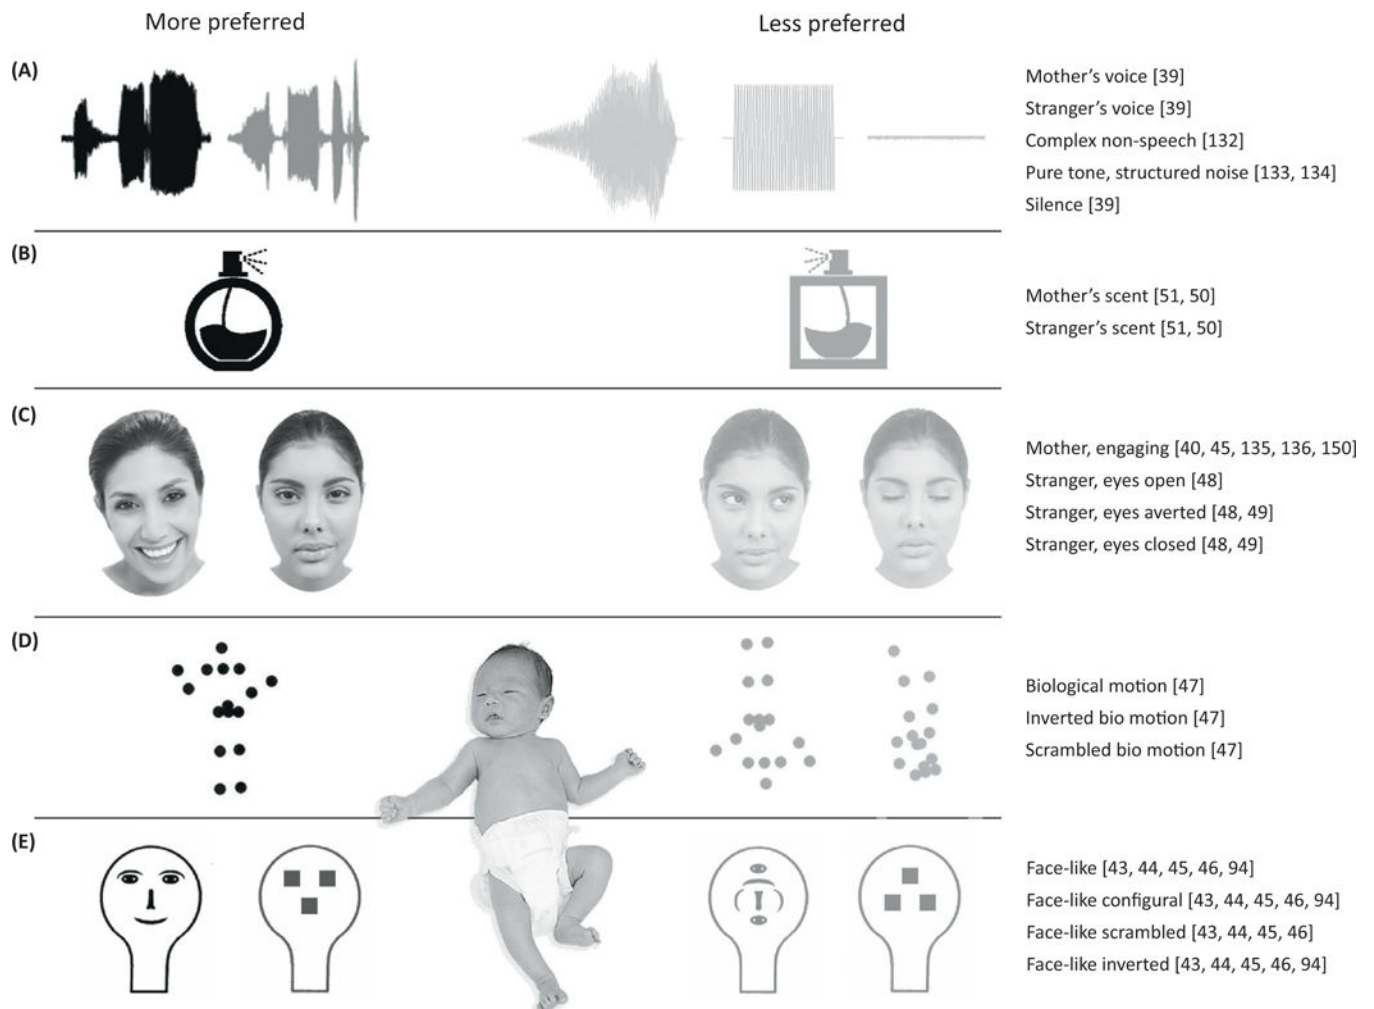 More preferred
Less preferred
(A)
Mother’s voice [39]
Stranger’s voice [39]
Complex non-speech [132]
Pure tone, structured noise [133, 134]
Silence [39]
(B)
Mother’s scent [51, 50]
Stranger’s scent [51, 50]
(C)
Mother, engaging [40, 45, 135, 136, 150]
Stranger, eyes open [48]
Stranger, eyes averted [48, 49]
Stranger, eyes closed [48, 49]
(D)
Biological motion [47]
Inverted bio motion [47]
Scrambled bio motion [47]
(E)
Face-like [43, 44, 45, 46, 94]
Face-like configural [43, 44, 45, 46, 94]
Face-like scrambled [43, 44, 45, 46]
Face-like inverted [43, 44, 45, 46, 94]